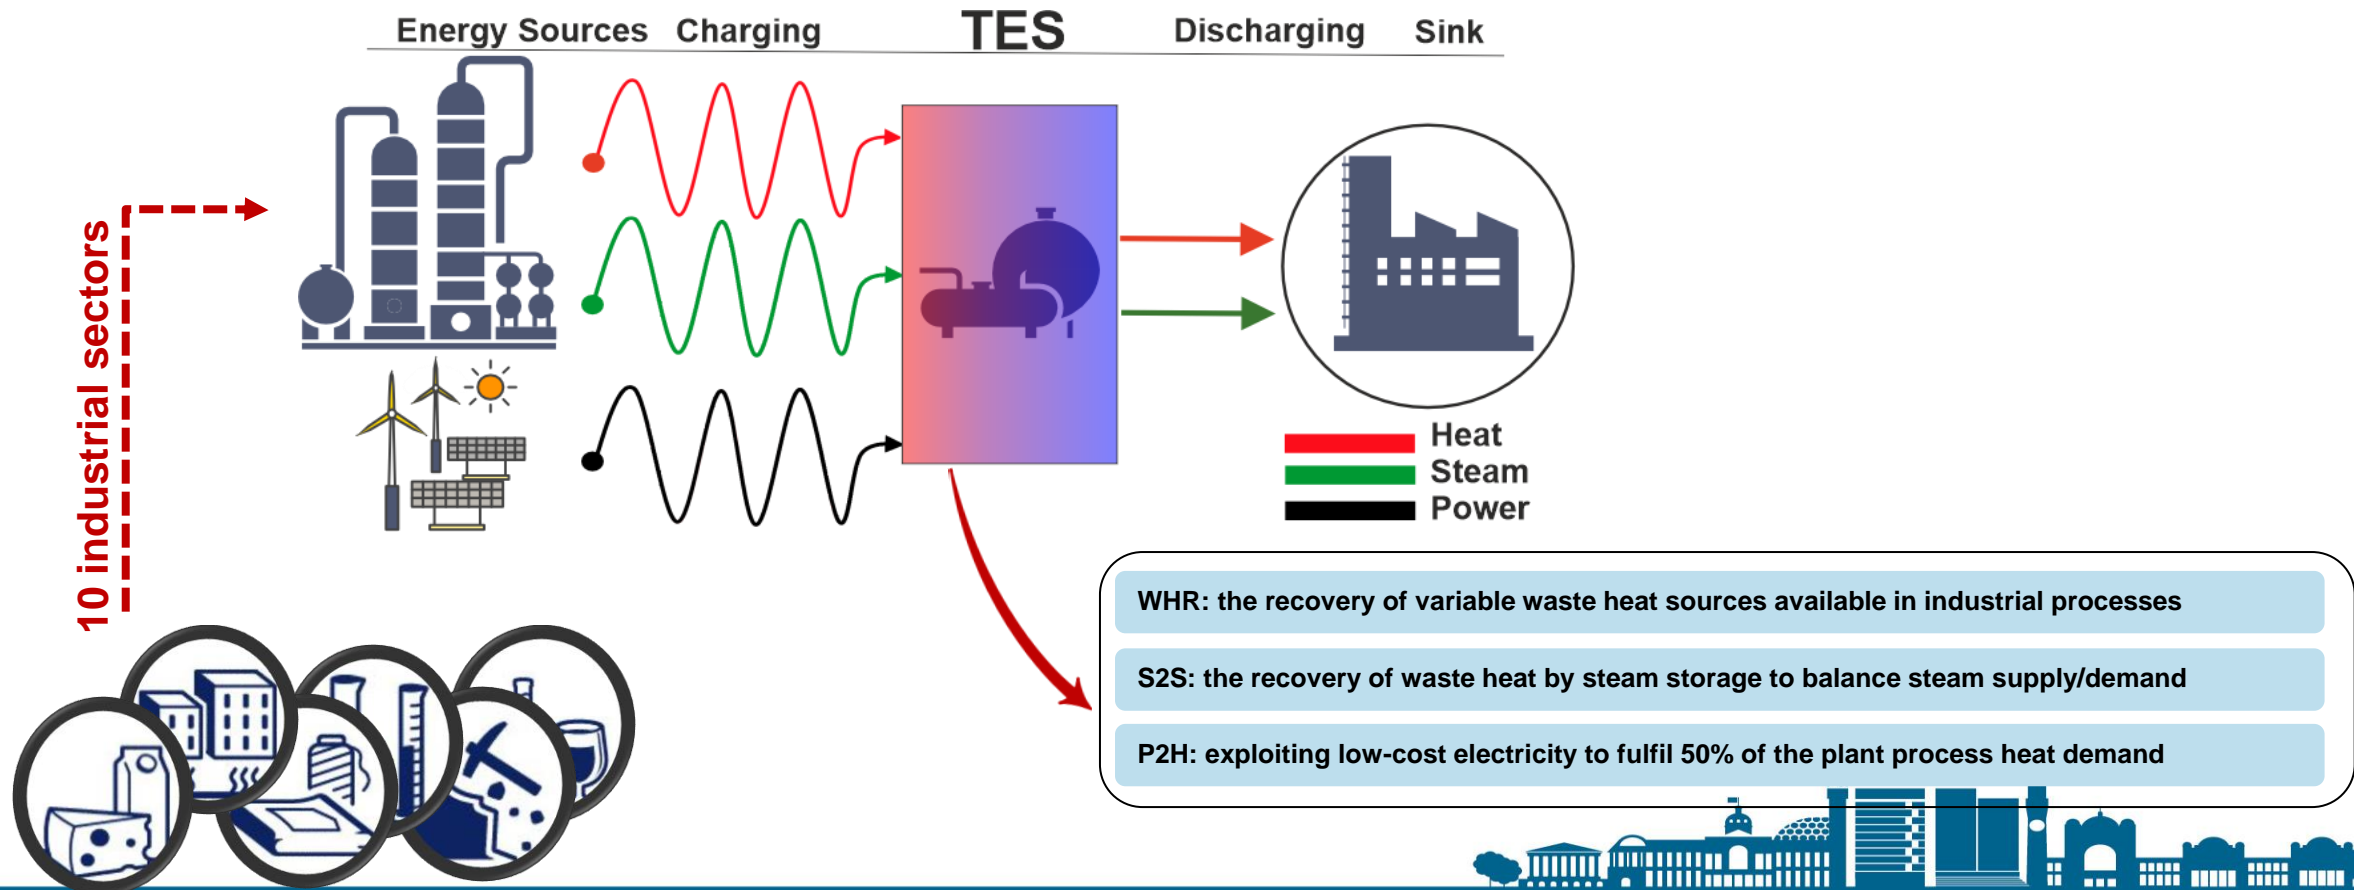 Energy Sources Charging TES Discharging Sink
10 industrial sectors
Heat
Steam
Power
WHR: the recovery of variable waste heat sources available in industrial processes
S2S: the recovery of waste heat by steam storage to balance steam supply/demand
P2H: exploiting low-cost electricity to fulfil 50% of the plant process heat demand